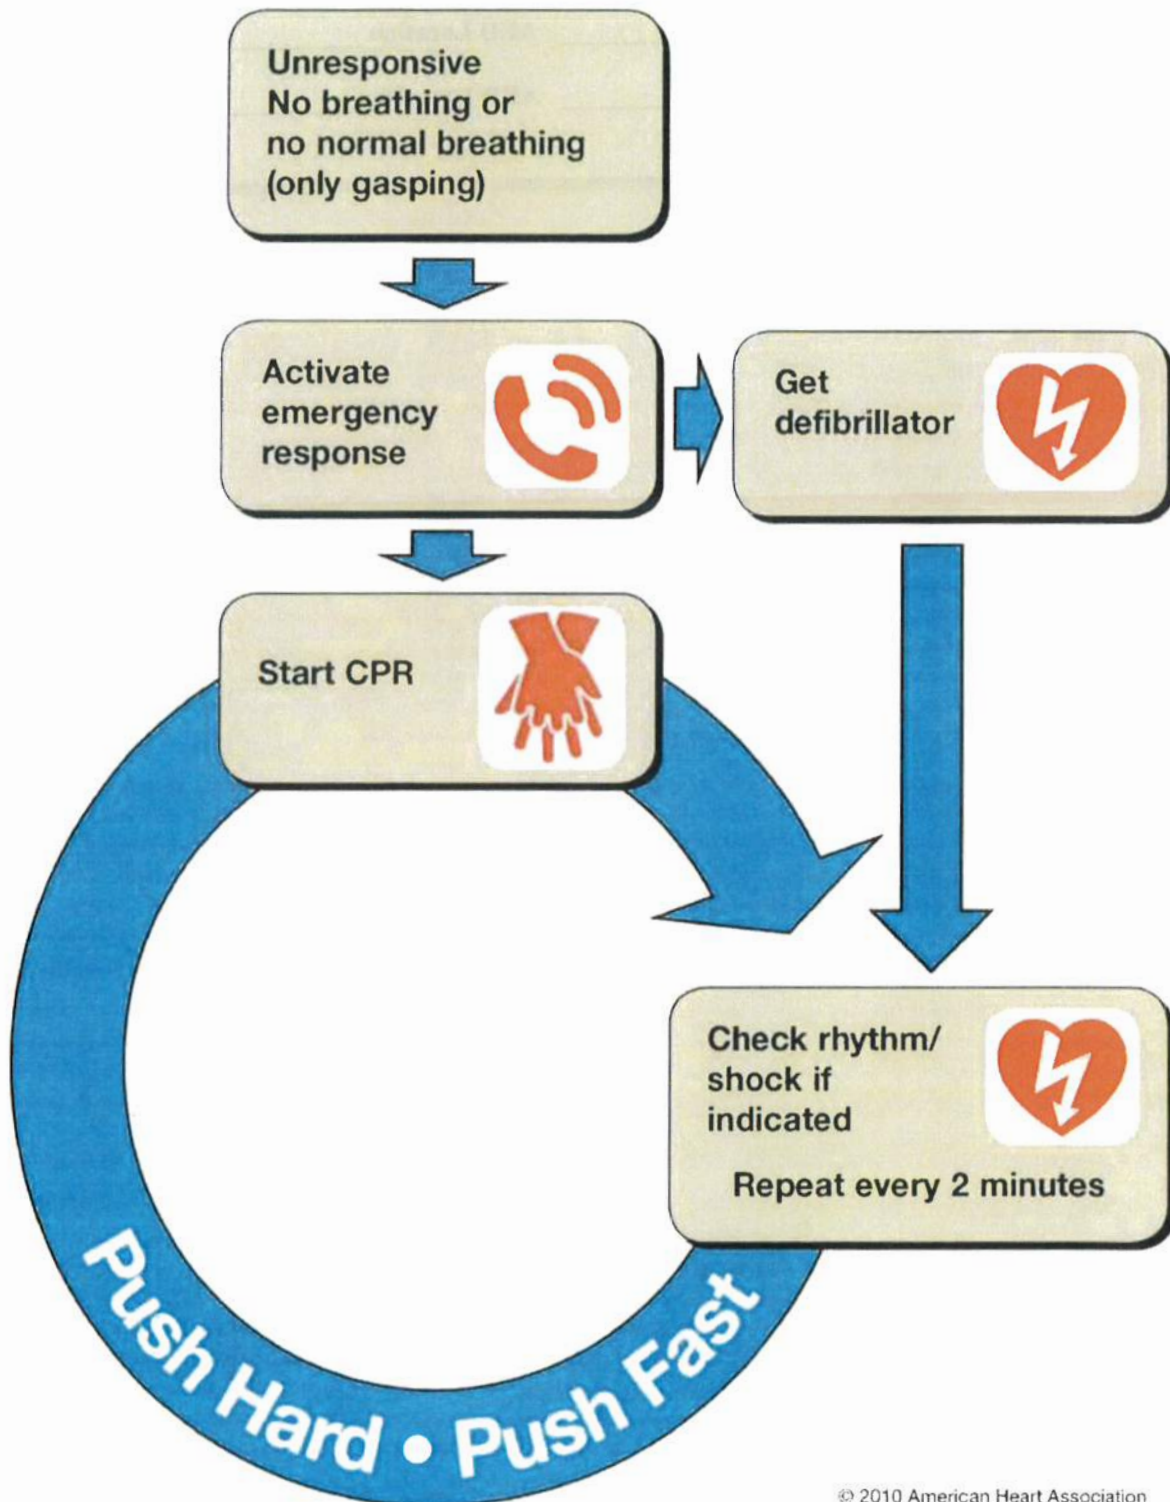 Unresponsive
No breathing or
no normal breathing
(only gasping)
Activate
emergency
response
Get
defibrillator
Start CPR
Check rhythm/
shock if
indicated
Repeat every 2 minutes
Push Hard • Push Fast
© 2010 American Heart Association